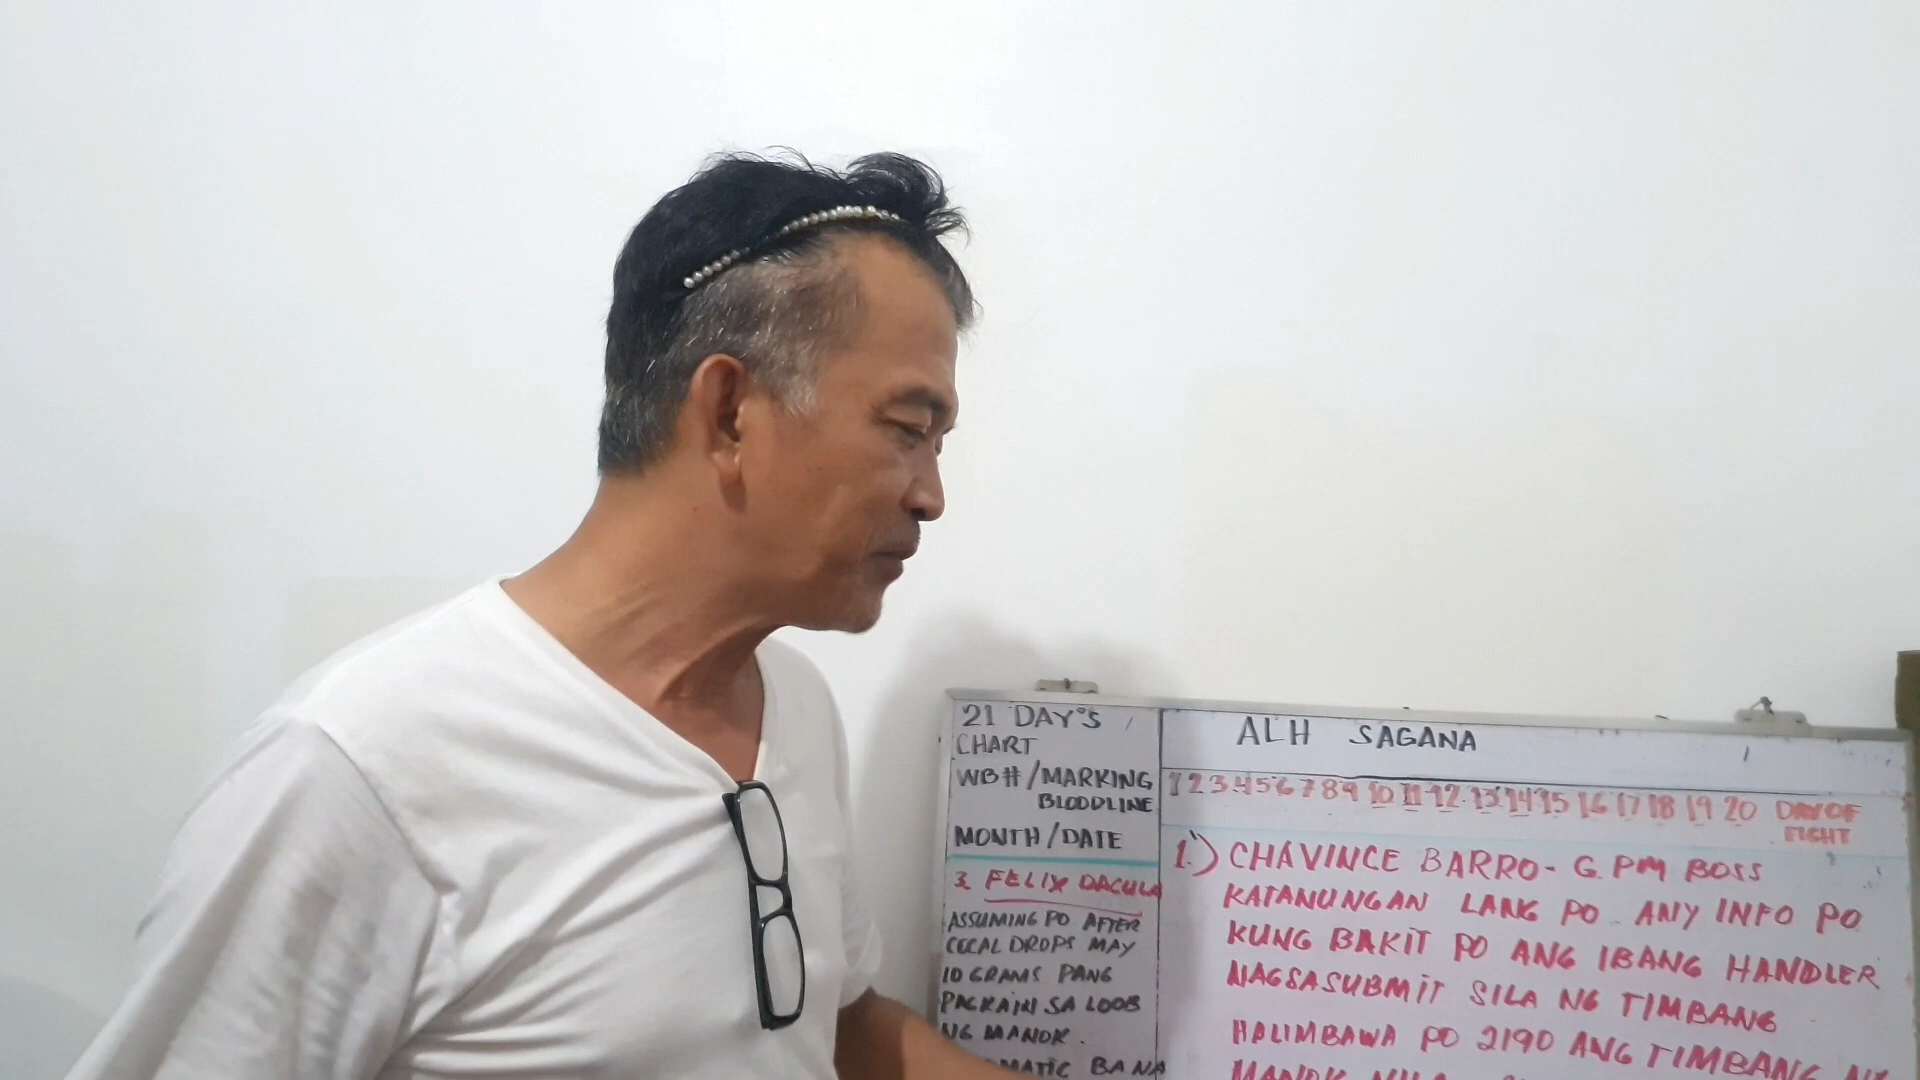 21 DAY'S
CHART
WB#/MARKING
BLOODLINE
MONTH/DATE
3. FELIX DACULA
ASSUMING PO AFTER
CECAL DROPS MAY
10 GRAMS PANG
PAGKAIN SA LOOB
NG MANOK.
BA NA
ALH SAGANA
1 2 3 4 5 6 7 8 9 10 11 12 13 14 15 16 17 18 19 20 DAY OF
FIGHT
1.) CHAVINCE BARRO - G.PM BOSS
KATANUNGAN LANG PO. ANY INFO PO
KUNG BAKIT PO ANG IBANG HANDLER
NAGSASUBMIT SILA NG TIMBANG
HALIMBAWA PO 2190 ANG TIMBANG NG
MANOK